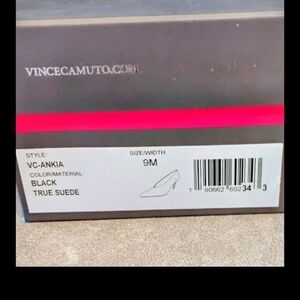 VINCECAMUTO.COM
STYLE:
VC-ANKIA
SIZE/WIDTH:
9M
COLOR/MATERIAL:
BLACK
TRUE SUEDE
1 90662 60234 3